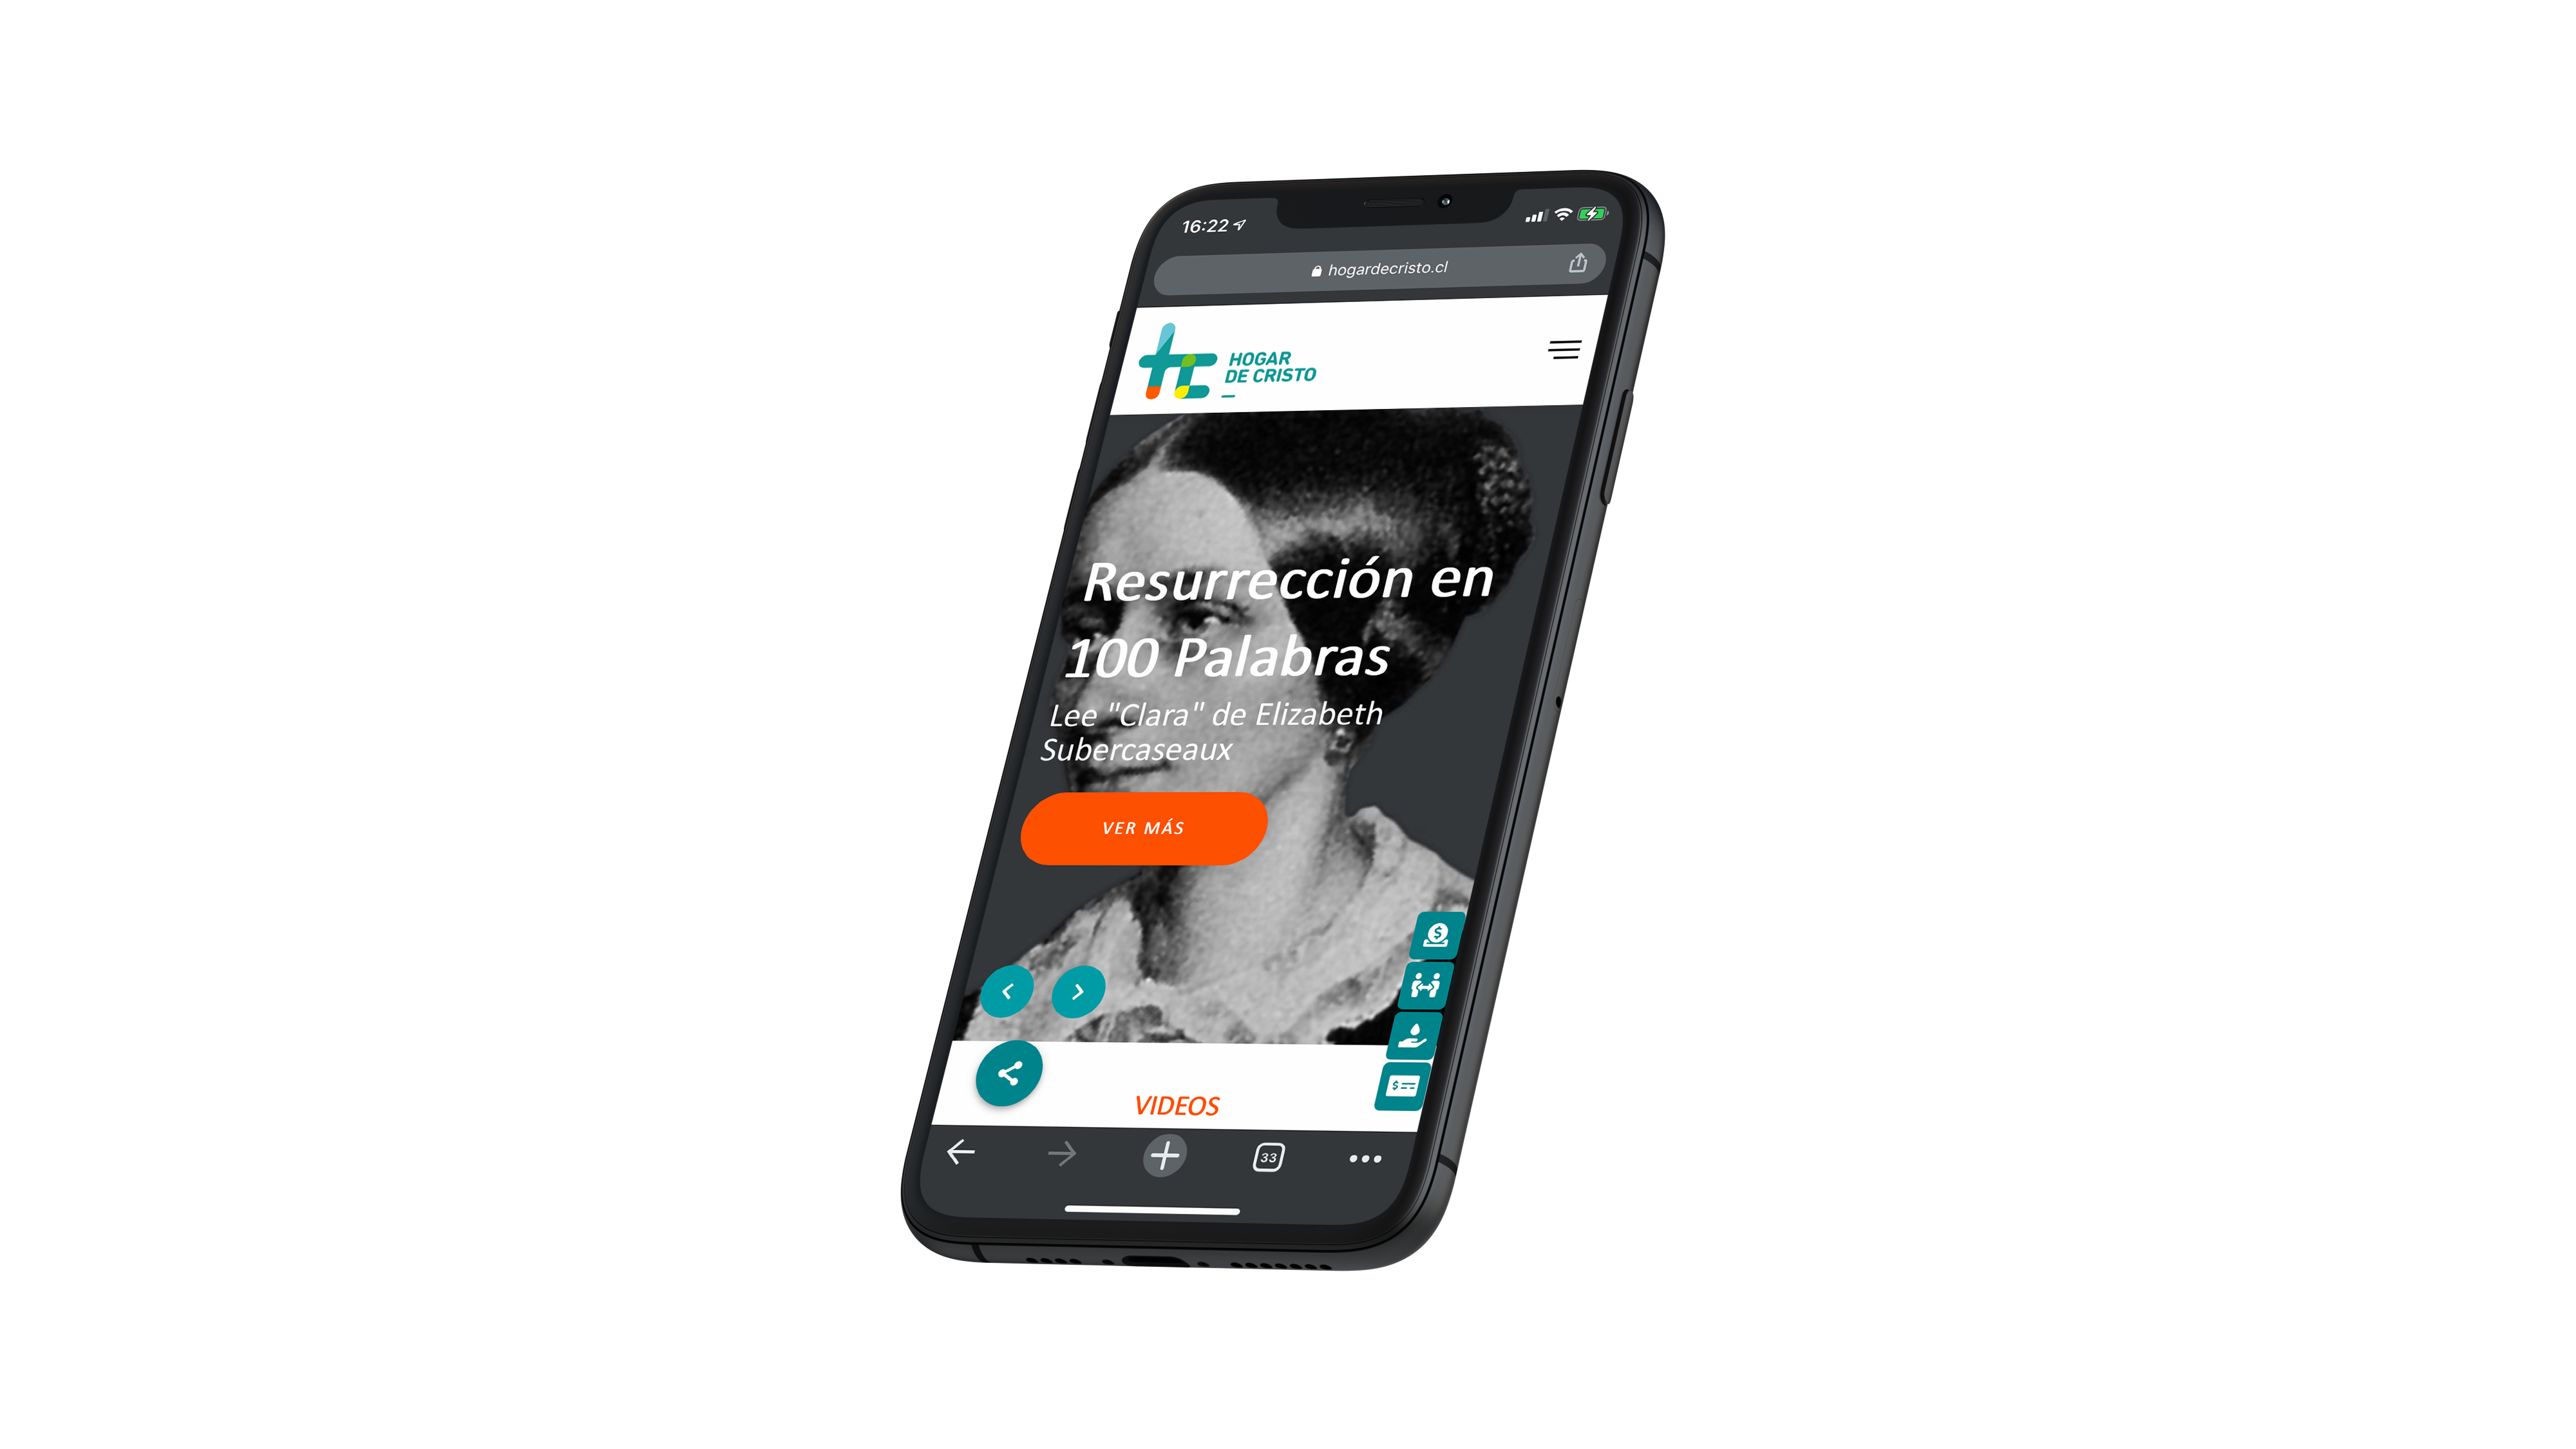 16:22
hogardecristo.cl
HOGAR
DE CRISTO
Resurrección en
100 Palabras
Lee "Clara" de Elizabeth
Subercaseaux
VER MÁS
VIDEOS
33